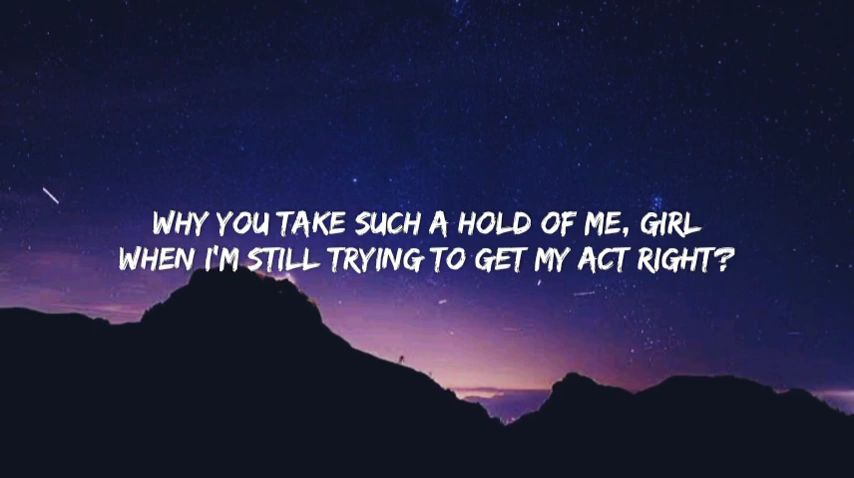 WHY YOU TAKE SUCH A HOLD OF ME, GIRL
WHEN I'M STILL TRYING TO GET MY ACT RIGHT?